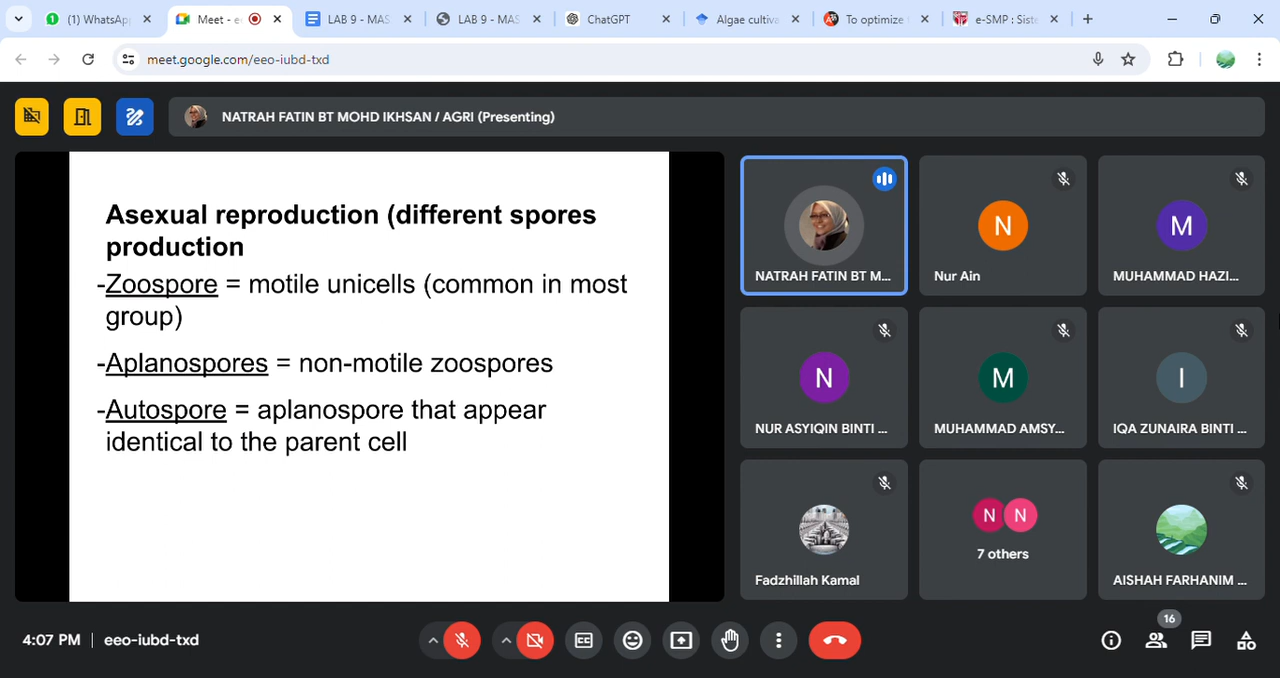 (1) WhatsApp
Meet - ee
LAB 9 - MAS
LAB 9 - MAS
ChatGPT
Algae cultiva
To optimize
e-SMP : Siste
meet.google.com/eeo-iubd-txd
NATRAH FATIN BT MOHD IKHSAN / AGRI (Presenting)
Asexual reproduction (different spores
production
-Zoospore = motile unicells (common in most
group)
-Aplanospores = non-motile zoospores
-Autospore = aplanospore that appear
identical to the parent cell
NATRAH FATIN BT M...
N
Nur Ain
M
MUHAMMAD HAZI...
N
NUR ASYIQIN BINTI ...
M
MUHAMMAD AMSY...
I
IQA ZUNAIRA BINTI ...
Fadzhillah Kamal
N N
7 others
AISHAH FARHANIM ...
4:07 PM | eeo-iubd-txd
16